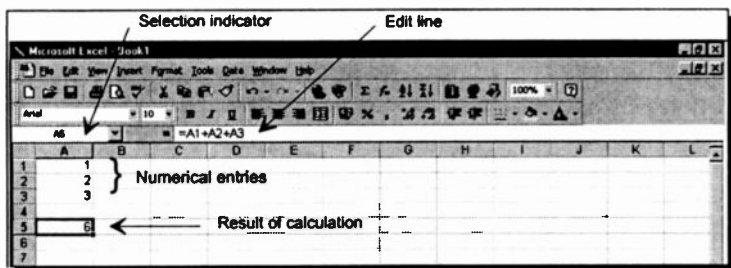 Selection indicator Edit line
Microsoft Excel - Book1
File Edit View Insert Format Tools Data Window Help
100%
Arial 10 B I U % ,
A5 = =A1+A2+A3
A B C D E F G H I J K L
1 1
2 2 Numerical entries
3 3
4
5 6 Result of calculation
6
7